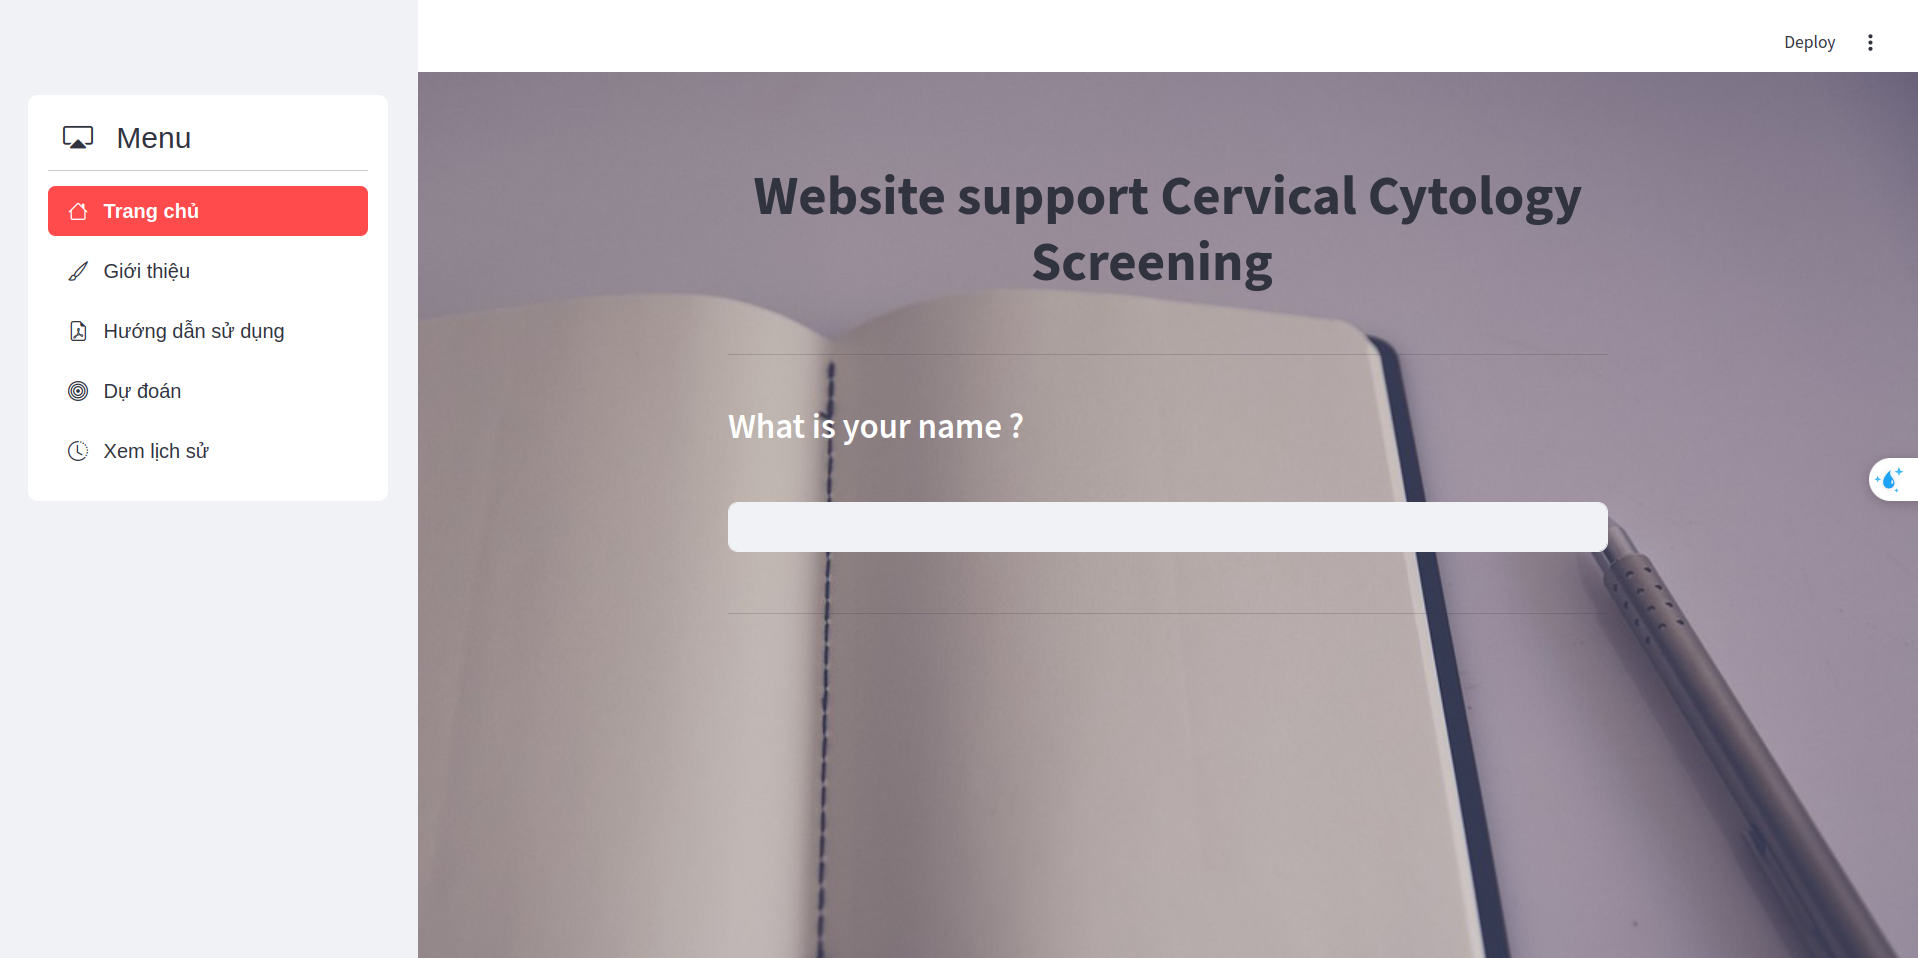 Deploy
Menu
Trang chủ
Giới thiệu
Hướng dẫn sử dụng
Dự đoán
Xem lịch sử
Website support Cervical Cytology
Screening
What is your name ?